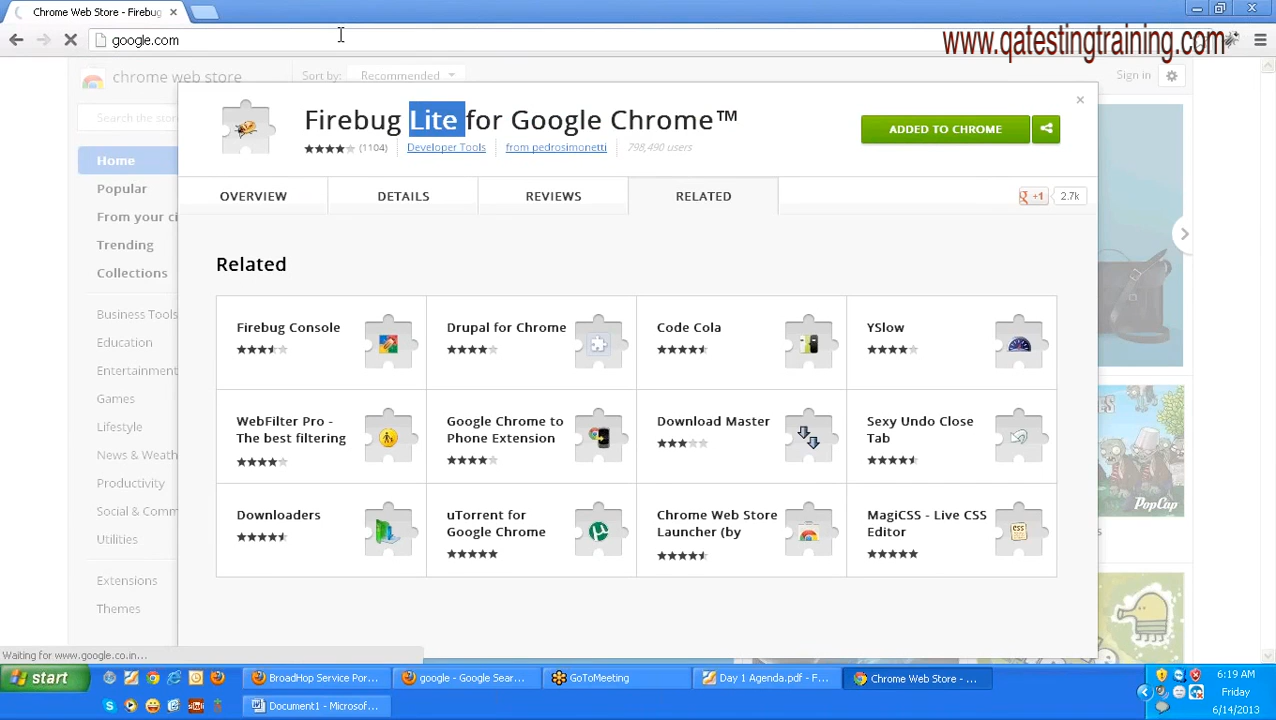 Chrome Web Store - Firebug
google.com
www.qatestingtraining.com
chrome web store
Sort by: Recommended
Sign in
Search the store
Firebug Lite for Google Chrome™
(1104) Developer Tools from pedrosimonetti 798,490 users
ADDED TO CHROME
OVERVIEW DETAILS REVIEWS RELATED
+1 2.7k
Home
Popular
From your ci
Trending
Collections
Business Tools
Education
Entertainment
Games
Lifestyle
News & Weath
Productivity
Social & Comm
Utilities
Extensions
Themes
Related
Firebug Console
Drupal for Chrome
Code Cola
YSlow
WebFilter Pro -
The best filtering
Google Chrome to
Phone Extension
Download Master
Sexy Undo Close
Tab
Downloaders
uTorrent for
Google Chrome
Chrome Web Store
Launcher (by
MagiCSS - Live CSS
Editor
PopCap
Waiting for www.google.co.in...
start
BroadHop Service Por...
google - Google Sear...
GoToMeeting
Day 1 Agenda.pdf - F...
Chrome Web Store - ...
Document1 - Microsof...
6:19 AM
Friday
6/14/2013